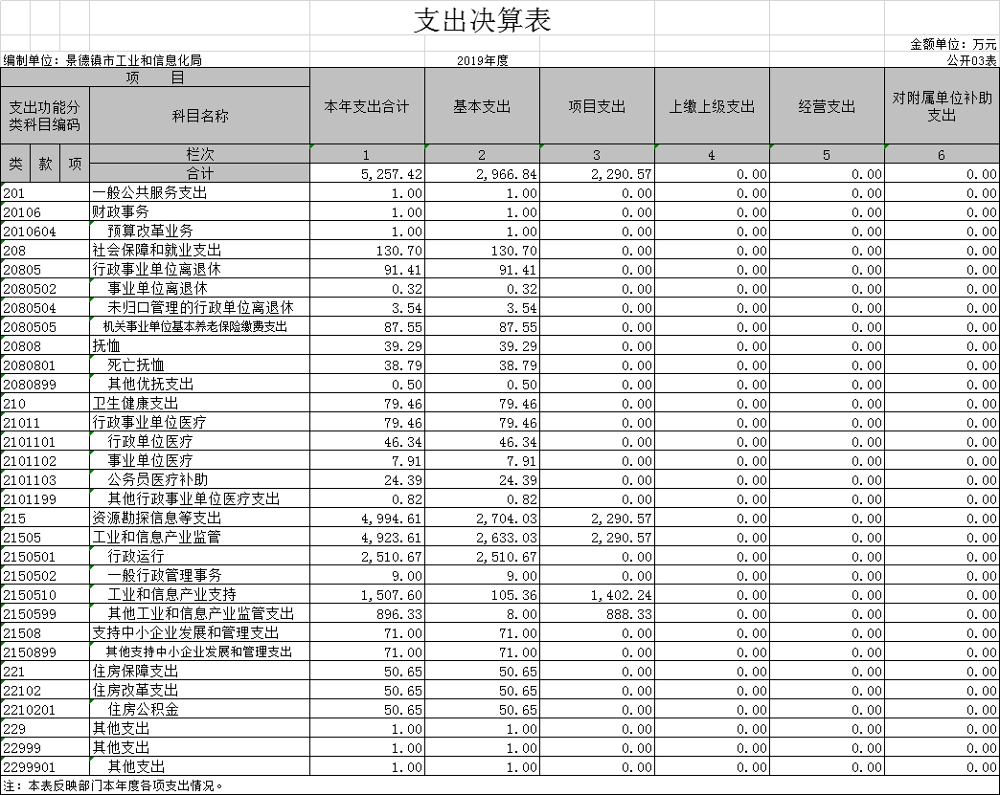 支出决算表
金额单位：万元
编制单位：景德镇市工业和信息化局 2019年度 公开03表
项 目 本年支出合计 基本支出 项目支出 上缴上级支出 经营支出 对附属单位补助支出
支出功能分类科目编码 科目名称
类 款 项 栏次 1 2 3 4 5 6
合计 5,257.42 2,966.84 2,290.57 0.00 0.00 0.00
201 一般公共服务支出 1.00 1.00 0.00 0.00 0.00 0.00
20106 财政事务 1.00 1.00 0.00 0.00 0.00 0.00
2010604 预算改革业务 1.00 1.00 0.00 0.00 0.00 0.00
208 社会保障和就业支出 130.70 130.70 0.00 0.00 0.00 0.00
20805 行政事业单位离退休 91.41 91.41 0.00 0.00 0.00 0.00
2080502 事业单位离退休 0.32 0.32 0.00 0.00 0.00 0.00
2080504 未归口管理的行政单位离退休 3.54 3.54 0.00 0.00 0.00 0.00
2080505 机关事业单位基本养老保险缴费支出 87.55 87.55 0.00 0.00 0.00 0.00
20808 抚恤 39.29 39.29 0.00 0.00 0.00 0.00
2080801 死亡抚恤 38.79 38.79 0.00 0.00 0.00 0.00
2080899 其他优抚支出 0.50 0.50 0.00 0.00 0.00 0.00
210 卫生健康支出 79.46 79.46 0.00 0.00 0.00 0.00
21011 行政事业单位医疗 79.46 79.46 0.00 0.00 0.00 0.00
2101101 行政单位医疗 46.34 46.34 0.00 0.00 0.00 0.00
2101102 事业单位医疗 7.91 7.91 0.00 0.00 0.00 0.00
2101103 公务员医疗补助 24.39 24.39 0.00 0.00 0.00 0.00
2101199 其他行政事业单位医疗支出 0.82 0.82 0.00 0.00 0.00 0.00
215 资源勘探信息等支出 4,994.61 2,704.03 2,290.57 0.00 0.00 0.00
21505 工业和信息产业监管 4,923.61 2,633.03 2,290.57 0.00 0.00 0.00
2150501 行政运行 2,510.67 2,510.67 0.00 0.00 0.00 0.00
2150502 一般行政管理事务 9.00 9.00 0.00 0.00 0.00 0.00
2150510 工业和信息产业支持 1,507.60 105.36 1,402.24 0.00 0.00 0.00
2150599 其他工业和信息产业监管支出 896.33 8.00 888.33 0.00 0.00 0.00
21508 支持中小企业发展和管理支出 71.00 71.00 0.00 0.00 0.00 0.00
2150899 其他支持中小企业发展和管理支出 71.00 71.00 0.00 0.00 0.00 0.00
221 住房保障支出 50.65 50.65 0.00 0.00 0.00 0.00
22102 住房改革支出 50.65 50.65 0.00 0.00 0.00 0.00
2210201 住房公积金 50.65 50.65 0.00 0.00 0.00 0.00
229 其他支出 1.00 1.00 0.00 0.00 0.00 0.00
22999 其他支出 1.00 1.00 0.00 0.00 0.00 0.00
2299901 其他支出 1.00 1.00 0.00 0.00 0.00 0.00
注：本表反映部门本年度各项支出情况。